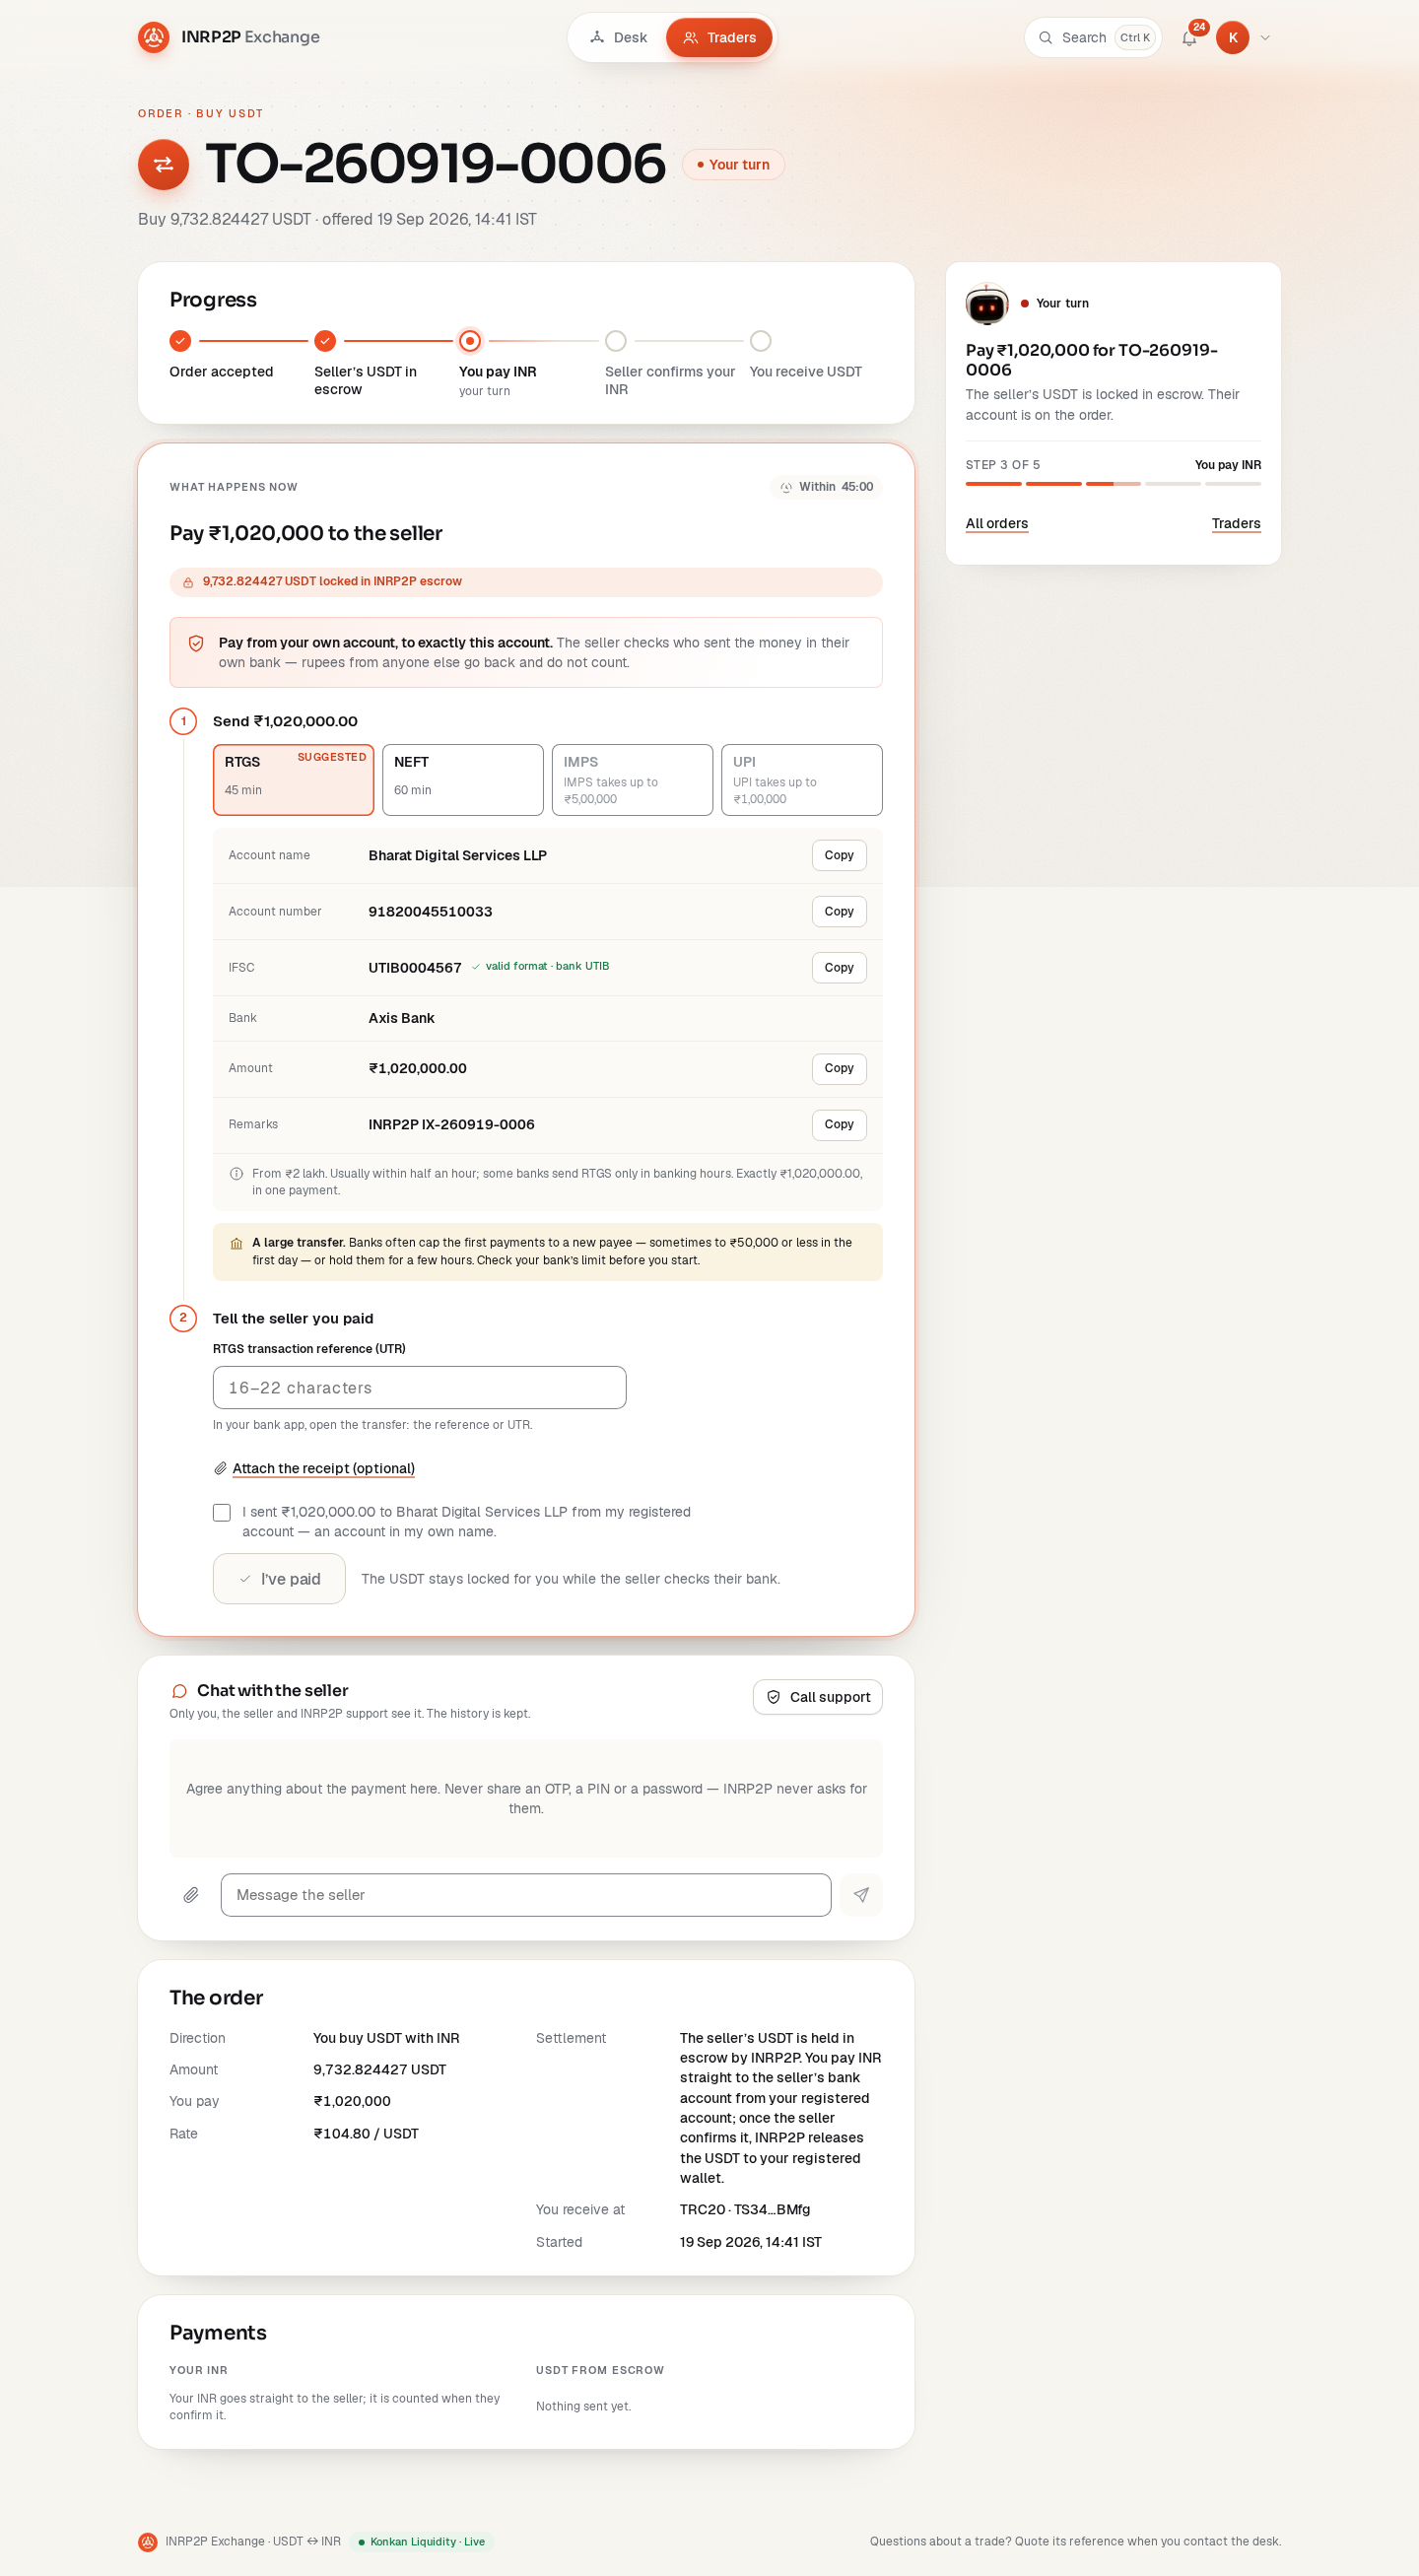 INRP2P Exchange
Desk
Traders
Search
Ctrl K
24
K
ORDER · BUY USDT
TO-260919-0006
Your turn
Buy 9,732.824427 USDT · offered 19 Sep 2026, 14:41 IST
Progress
Order accepted
Seller's USDT in
escrow
You pay INR
your turn
Seller confirms your
INR
You receive USDT
Your turn
Pay ₹1,020,000 for TO-260919-
0006
The seller's USDT is locked in escrow. Their
account is on the order.
STEP 3 OF 5
You pay INR
All orders
Traders
WHAT HAPPENS NOW
Within 45:00
Pay ₹1,020,000 to the seller
9,732.824427 USDT locked in INRP2P escrow
Pay from your own account, to exactly this account. The seller checks who sent the money in their
own bank — rupees from anyone else go back and do not count.
1
Send ₹1,020,000.00
RTGS
SUGGESTED
45 min
NEFT
60 min
IMPS
IMPS takes up to
₹5,00,000
UPI
UPI takes up to
₹1,00,000
Account name
Bharat Digital Services LLP
Copy
Account number
91820045510033
Copy
IFSC
UTIB0004567
valid format · bank UTIB
Copy
Bank
Axis Bank
Amount
₹1,020,000.00
Copy
Remarks
INRP2P IX-260919-0006
Copy
From ₹2 lakh. Usually within half an hour; some banks send RTGS only in banking hours. Exactly ₹1,020,000.00,
in one payment.
A large transfer. Banks often cap the first payments to a new payee — sometimes to ₹50,000 or less in the
first day — or hold them for a few hours. Check your bank's limit before you start.
2
Tell the seller you paid
RTGS transaction reference (UTR)
16–22 characters
In your bank app, open the transfer: the reference or UTR.
Attach the receipt (optional)
I sent ₹1,020,000.00 to Bharat Digital Services LLP from my registered
account — an account in my own name.
I've paid
The USDT stays locked for you while the seller checks their bank.
Chat with the seller
Only you, the seller and INRP2P support see it. The history is kept.
Call support
Agree anything about the payment here. Never share an OTP, a PIN or a password — INRP2P never asks for
them.
Message the seller
The order
Direction
You buy USDT with INR
Amount
9,732.824427 USDT
You pay
₹1,020,000
Rate
₹104.80 / USDT
Settlement
The seller's USDT is held in
escrow by INRP2P. You pay INR
straight to the seller's bank
account from your registered
account; once the seller
confirms it, INRP2P releases
the USDT to your registered
wallet.
You receive at
TRC20 · TS34…BMfg
Started
19 Sep 2026, 14:41 IST
Payments
YOUR INR
Your INR goes straight to the seller; it is counted when they
confirm it.
USDT FROM ESCROW
Nothing sent yet.
INRP2P Exchange · USDT ↔ INR
Konkan Liquidity · Live
Questions about a trade? Quote its reference when you contact the desk.